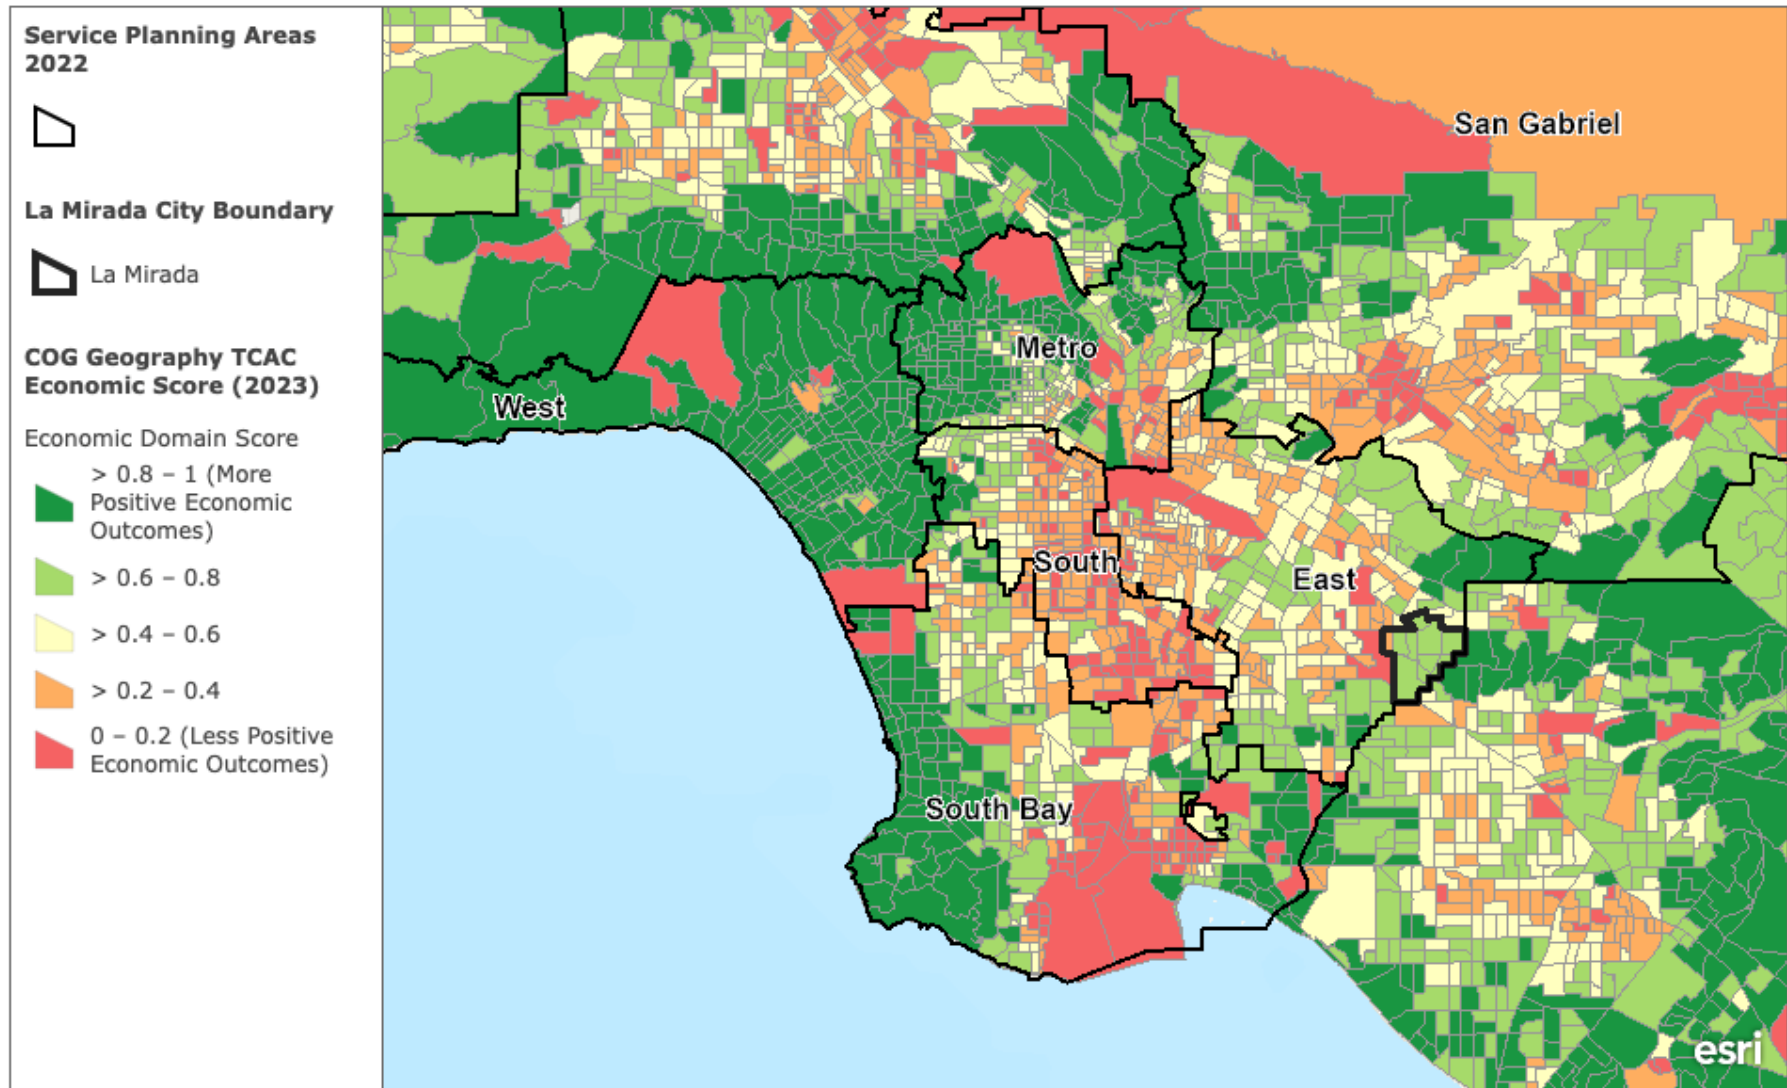 Service Planning Areas
2022
La Mirada City Boundary
La Mirada
COG Geography TCAC
Economic Score (2023)
Economic Domain Score
> 0.8 – 1 (More
Positive Economic
Outcomes)
> 0.6 – 0.8
> 0.4 – 0.6
> 0.2 – 0.4
0 – 0.2 (Less Positive
Economic Outcomes)
San Gabriel
Metro
West
South
East
South Bay
esri